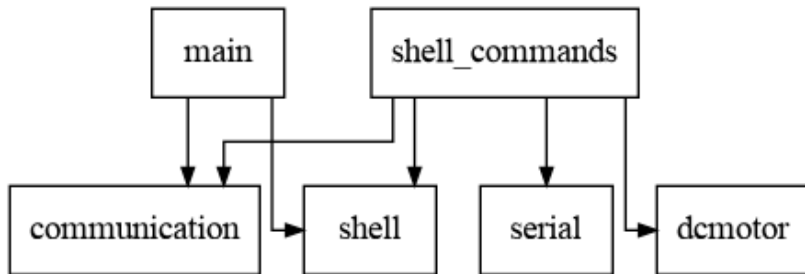 main
shell_commands
communication
shell
serial
dcmotor